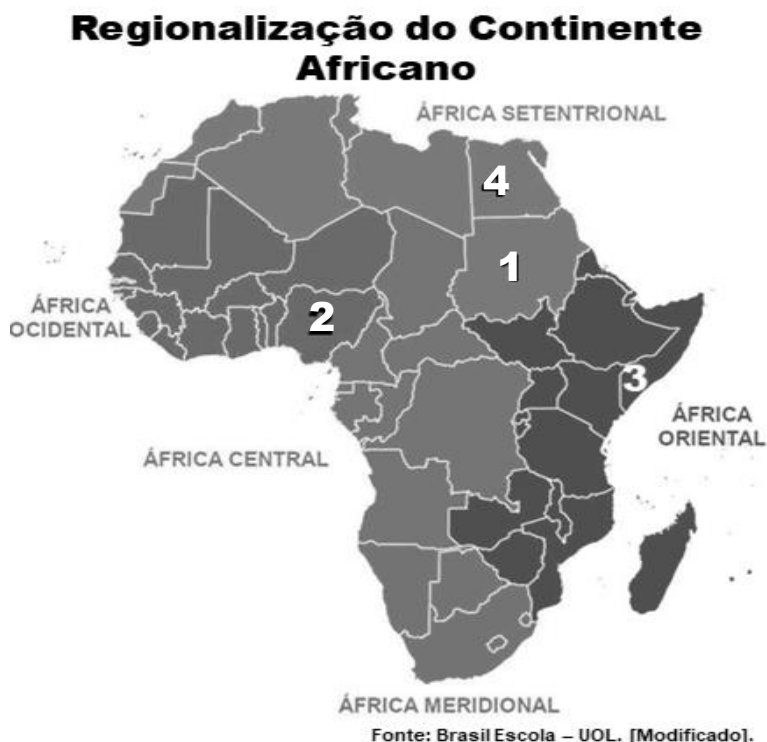 Regionalização do Continente
Africano
ÁFRICA SETENTRIONAL
4
1
ÁFRICA
OCIDENTAL
2
3
ÁFRICA
ORIENTAL
ÁFRICA CENTRAL
ÁFRICA MERIDIONAL
Fonte: Brasil Escola – UOL. [Modificado].